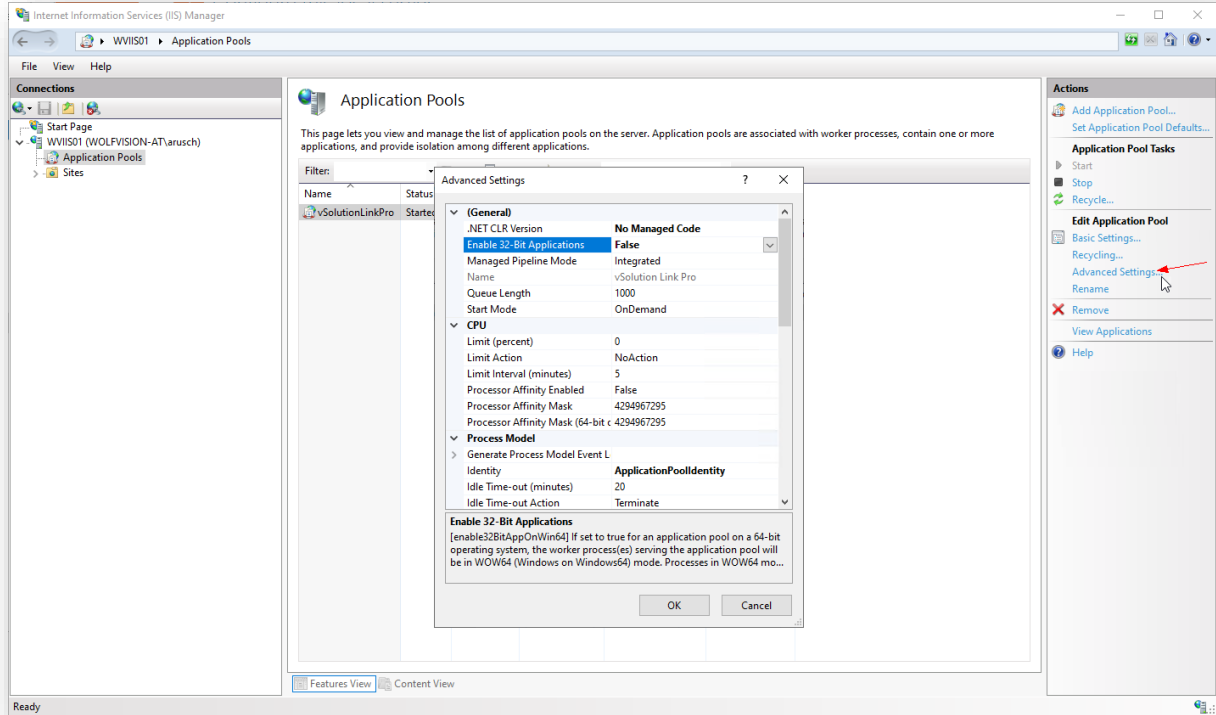 Internet Information Services (IIS) Manager
WVIIS01 Application Pools
File View Help
Connections
Start Page
WVIIS01 (WOLFVISION-AT\arusch)
Application Pools
Sites
Application Pools
This page lets you view and manage the list of application pools on the server. Application pools are associated with worker processes, contain one or more
applications, and provide isolation among different applications.
Filter:
Name Status
vSolutionLinkPro Started
Advanced Settings ?
(General)
.NET CLR Version No Managed Code
Enable 32-Bit Applications False
Managed Pipeline Mode Integrated
Name vSolution Link Pro
Queue Length 1000
Start Mode OnDemand
CPU
Limit (percent) 0
Limit Action NoAction
Limit Interval (minutes) 5
Processor Affinity Enabled False
Processor Affinity Mask 4294967295
Processor Affinity Mask (64-bit c 4294967295
Process Model
Generate Process Model Event L
Identity ApplicationPoolIdentity
Idle Time-out (minutes) 20
Idle Time-out Action Terminate
Enable 32-Bit Applications
[enable32BitAppOnWin64] If set to true for an application pool on a 64-bit
operating system, the worker process(es) serving the application pool will
be in WOW64 (Windows on Windows64) mode. Processes in WOW64 mo...
OK Cancel
Features View Content View
Actions
Add Application Pool...
Set Application Pool Defaults...
Application Pool Tasks
Start
Stop
Recycle...
Edit Application Pool
Basic Settings...
Recycling...
Advanced Settings...
Rename
Remove
View Applications
Help
Ready